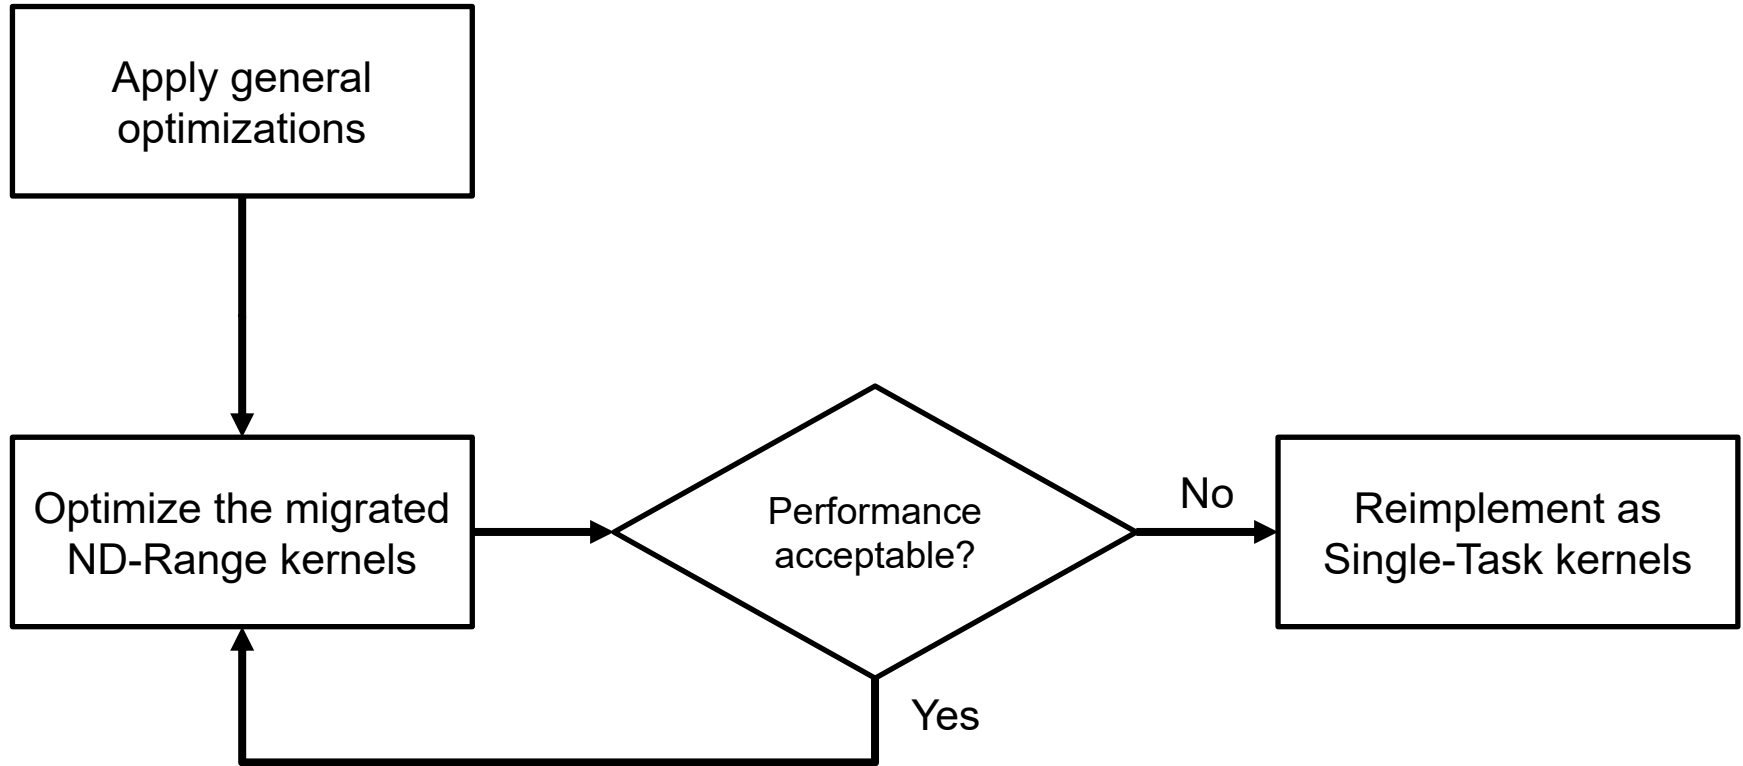 Apply general
optimizations
Optimize the migrated
ND-Range kernels
Performance
acceptable?
No
Reimplement as
Single-Task kernels
Yes